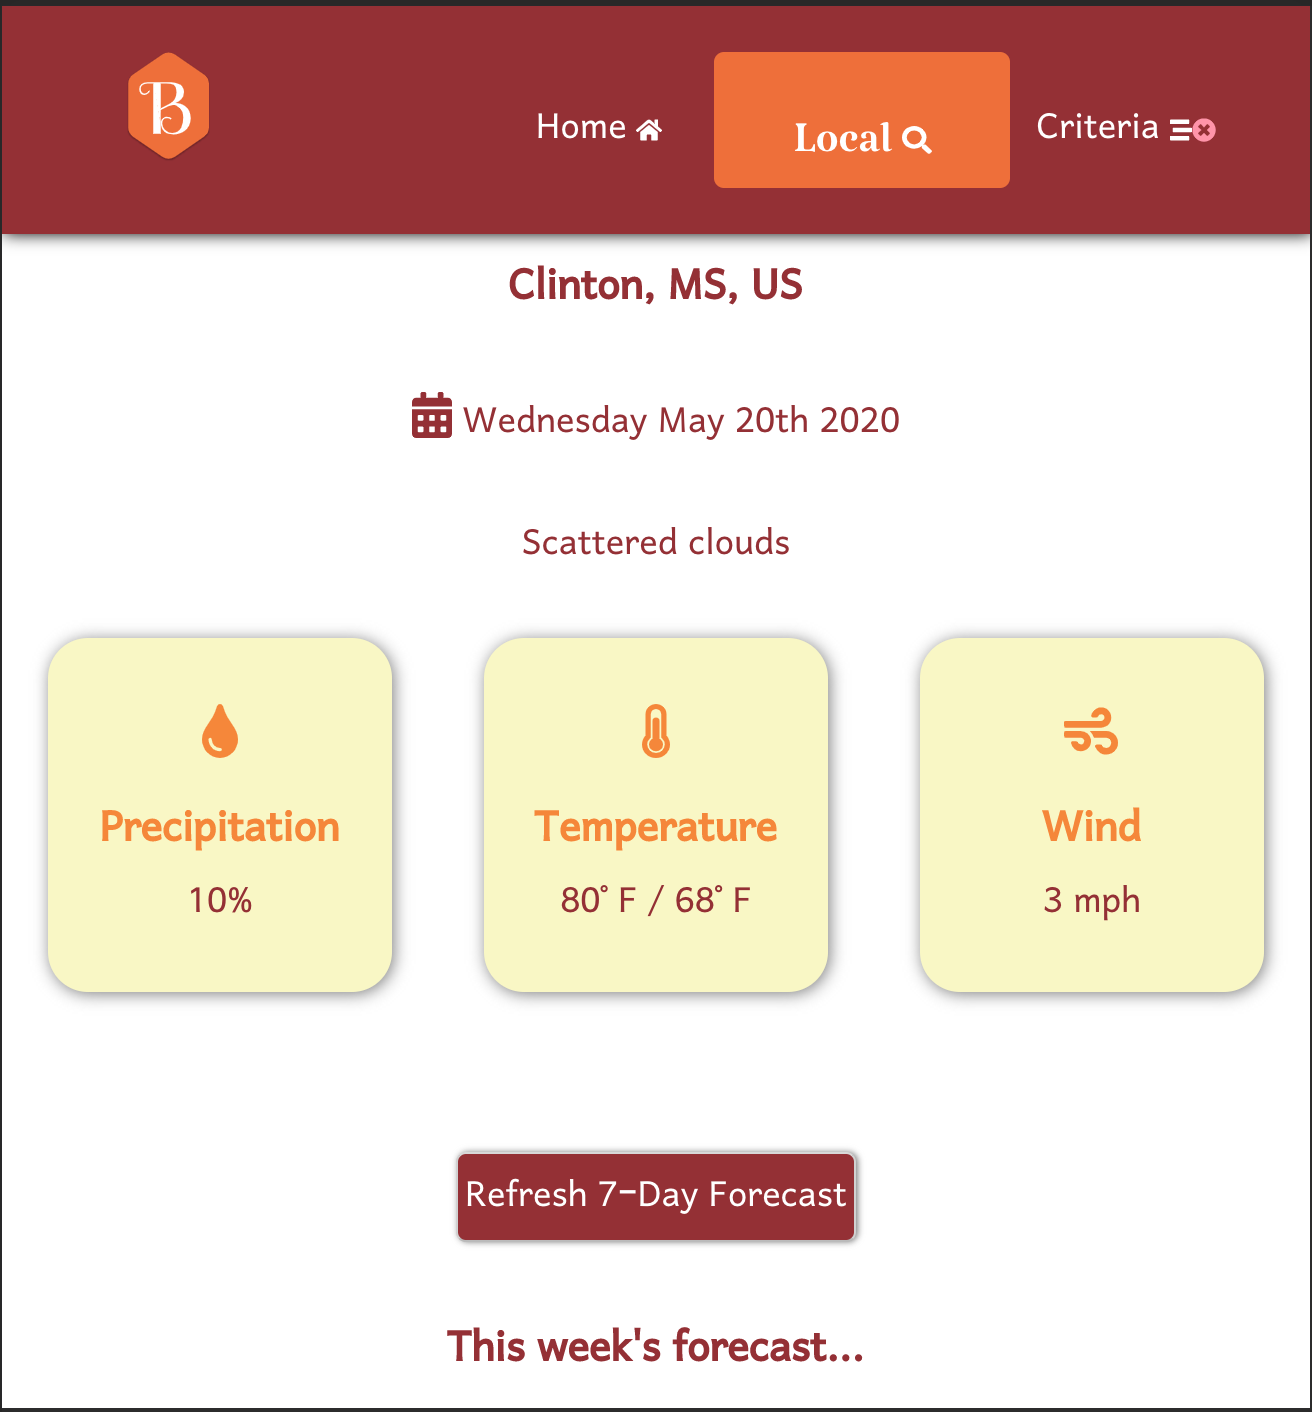 B
Home
Local
Criteria
Clinton, MS, US
Wednesday May 20th 2020
Scattered clouds
Precipitation
10%
Temperature
80° F / 68° F
Wind
3 mph
Refresh 7-Day Forecast
This week's forecast...